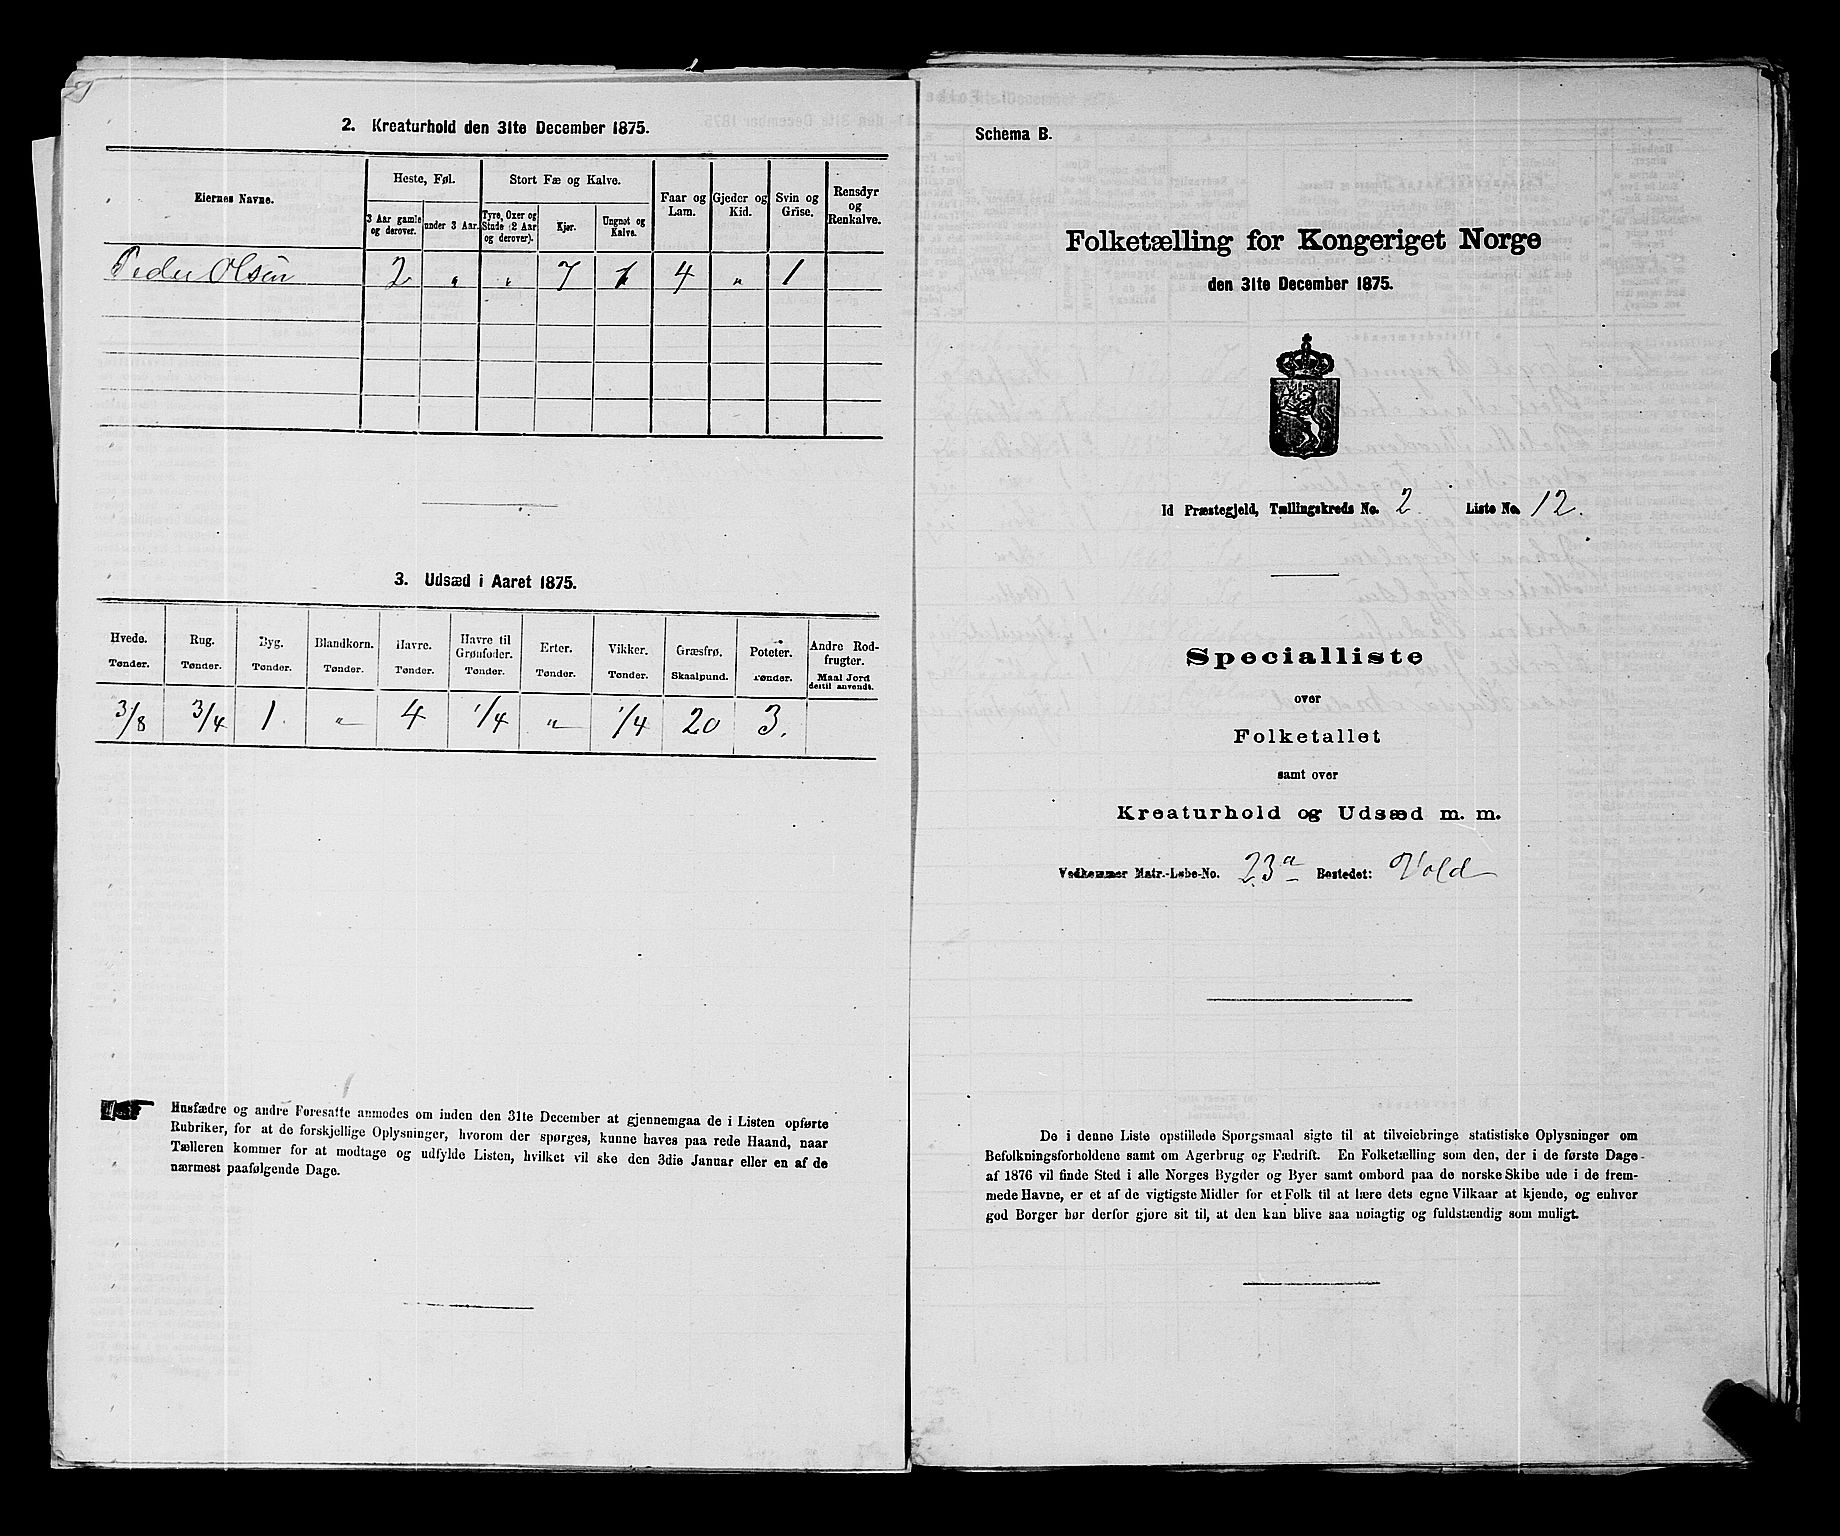 2. Kreaturhold den 31te December 1875.
Eiernes Navne.
Heste, Føl.
Stort Fæ og Kalve.
Faar og Lam.
Gjeder og Kid.
Svin og Grise.
Rensdyr og Renkalve.
3 Aar gamle og derover.
under 3 Aar.
Tyre, Oxer og Stude (2 Aar og derover).
Kjør.
Ungnøt og Kalve.
Peder Olsen 2 " " 7 1 4 " 1
3. Udsæd i Aaret 1875.
Hvede. Rug. Byg. Blandkorn. Havre. Havre til Grønfoder. Erter. Vikker. Græsfrø. Poteter. Andre Rodfrugter.
Tønder. Tønder. Tønder. Tønder. Tønder. Tønder. Tønder. Tønder. Skaalpund. Tønder. Maal Jord dertil anvendt.
3/8 3/4 1 " 4 1/4 " 1/4 20 3.
Husfædre og andre Foresatte anmodes om inden den 31te December at gjennemgaa de i Listen opførte
Rubriker, for at de forskjellige Oplysninger, hvorom der spørges, kunne haves paa rede Haand, naar
Tælleren kommer for at modtage og udfylde Listen, hvilket vil ske den 3die Januar eller en af de
nærmest paafølgende Dage.
Schema B.
Folketælling for Kongeriget Norge
den 31te December 1875.
Id Præstegjeld, Tællingskreds No. 2. Liste No. 12.
Specialliste
over
Folketallet
samt over
Kreaturhold og Udsæd m. m.
Vedkommer Matr.-Løbe-No. 23a Bostedet: Vold
De i denne Liste opstillede Spørgsmaal sigte til at tilveiebringe statistiske Oplysninger om
Befolkningsforholdene samt om Agerbrug og Fædrift. En Folketælling som den, der i de første Dage
af 1876 vil finde Sted i alle Norges Bygder og Byer samt ombord paa de norske Skibe ude i de frem-
mede Havne, er et af de vigtigste Midler for et Folk til at lære dets egne Vilkaar at kjende, og enhver
god Borger bør derfor gjøre sit til, at den kan blive saa nøiagtig og fuldstændig som muligt.